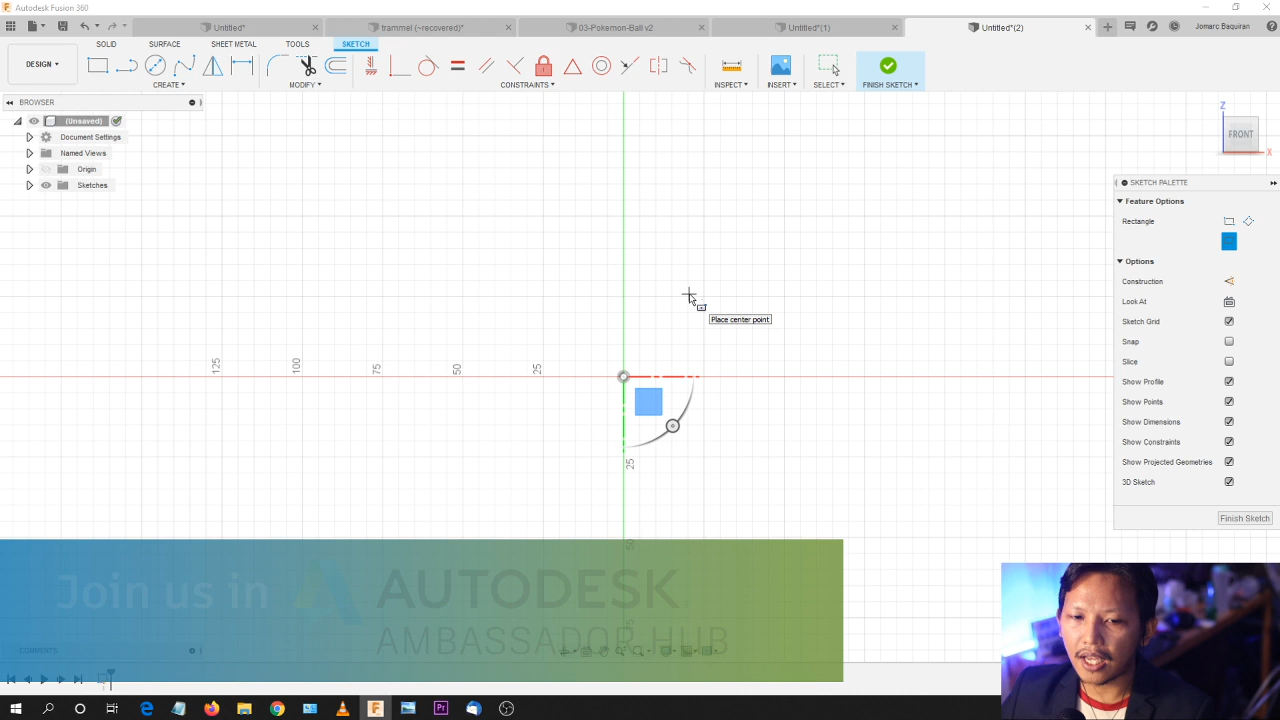 Autodesk Fusion 360
Untitled*
trammel (~recovered)*
03-Pokemon-Ball v2
Untitled*(1)
Untitled*(2)
Jomarc Baquiran
SOLID
SURFACE
SHEET METAL
TOOLS
SKETCH
DESIGN
CREATE
MODIFY
CONSTRAINTS
INSPECT
INSERT
SELECT
FINISH SKETCH
BROWSER
(Unsaved)
Document Settings
Named Views
Origin
Sketches
Z
FRONT
X
SKETCH PALETTE
Feature Options
Rectangle
Options
Construction
Look At
Sketch Grid
Snap
Slice
Show Profile
Show Points
Show Dimensions
Show Constraints
Show Projected Geometries
3D Sketch
Finish Sketch
Place center point
125
100
75
50
25
25
50
Join us in
AUTODESK
AMBASSADOR HUB
COMMENTS